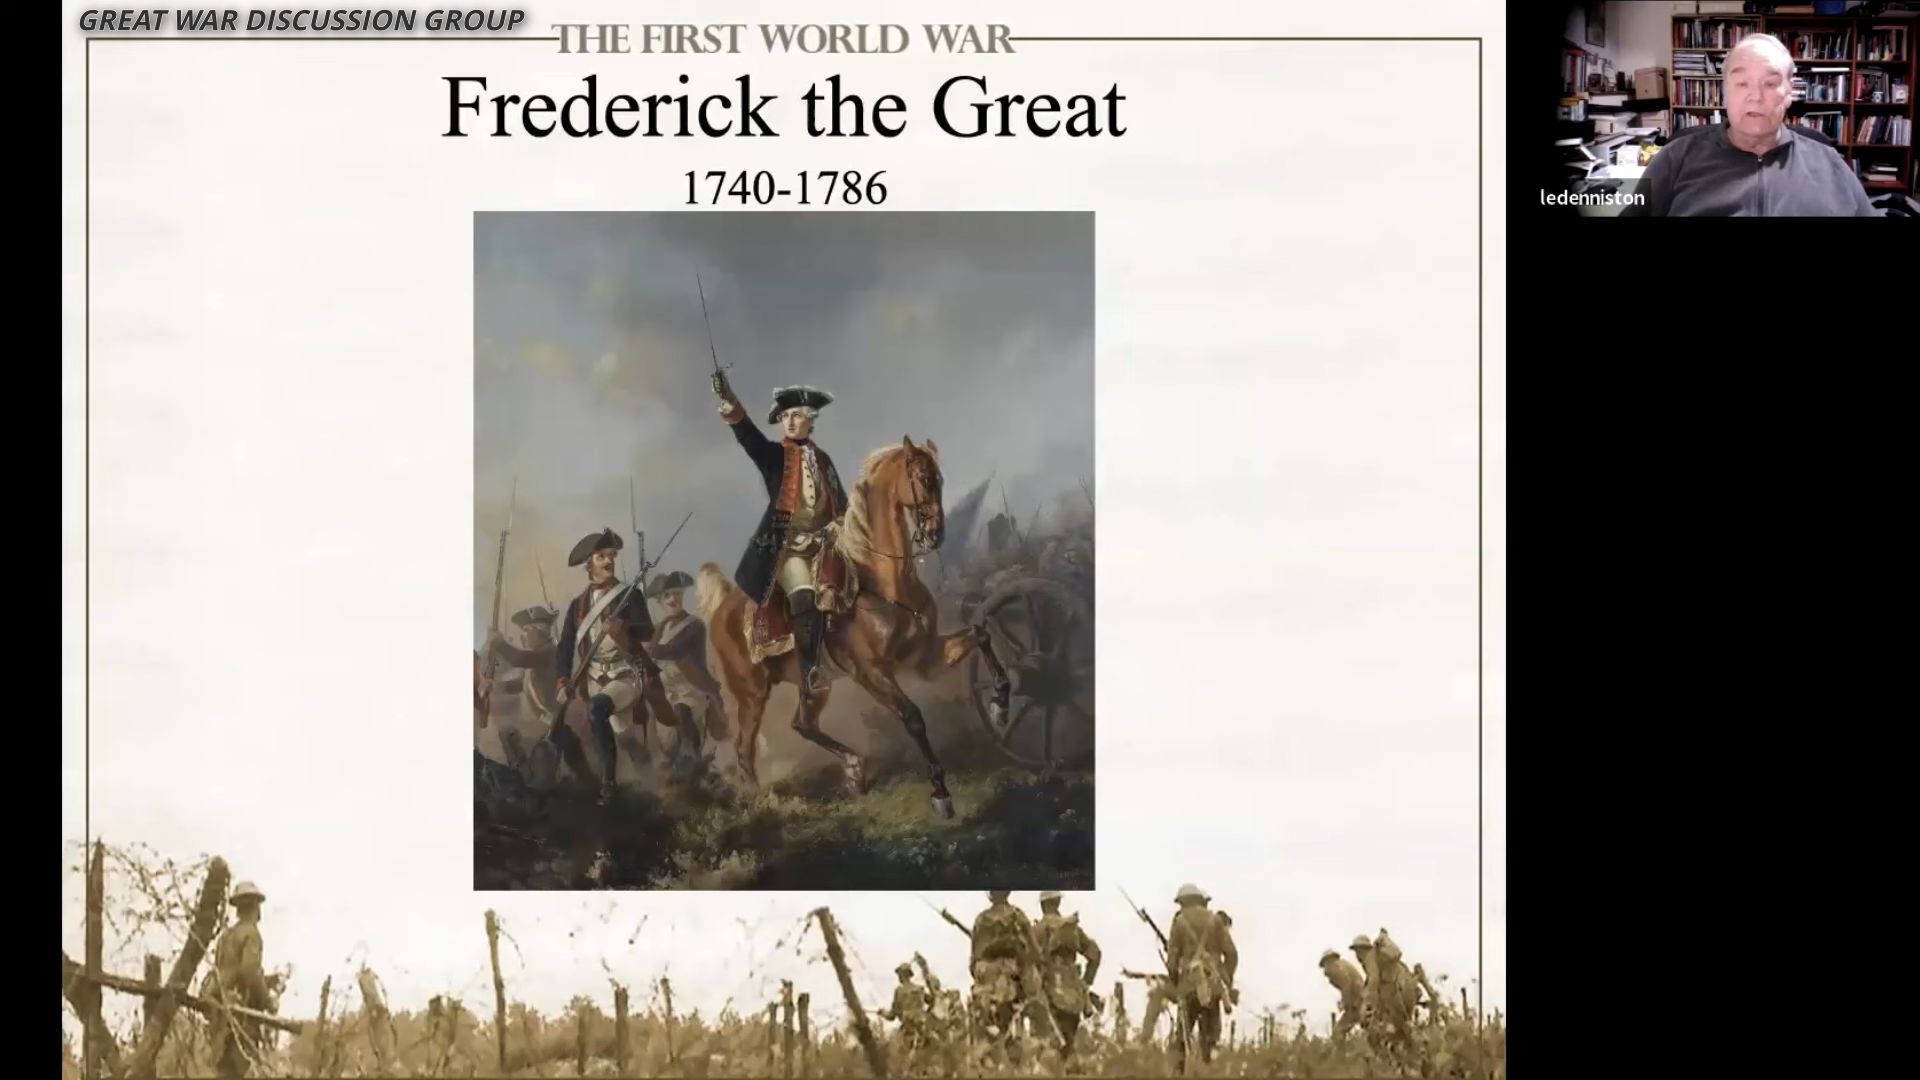 GREAT WAR DISCUSSION GROUP
THE FIRST WORLD WAR
Frederick the Great
1740-1786
ledenniston